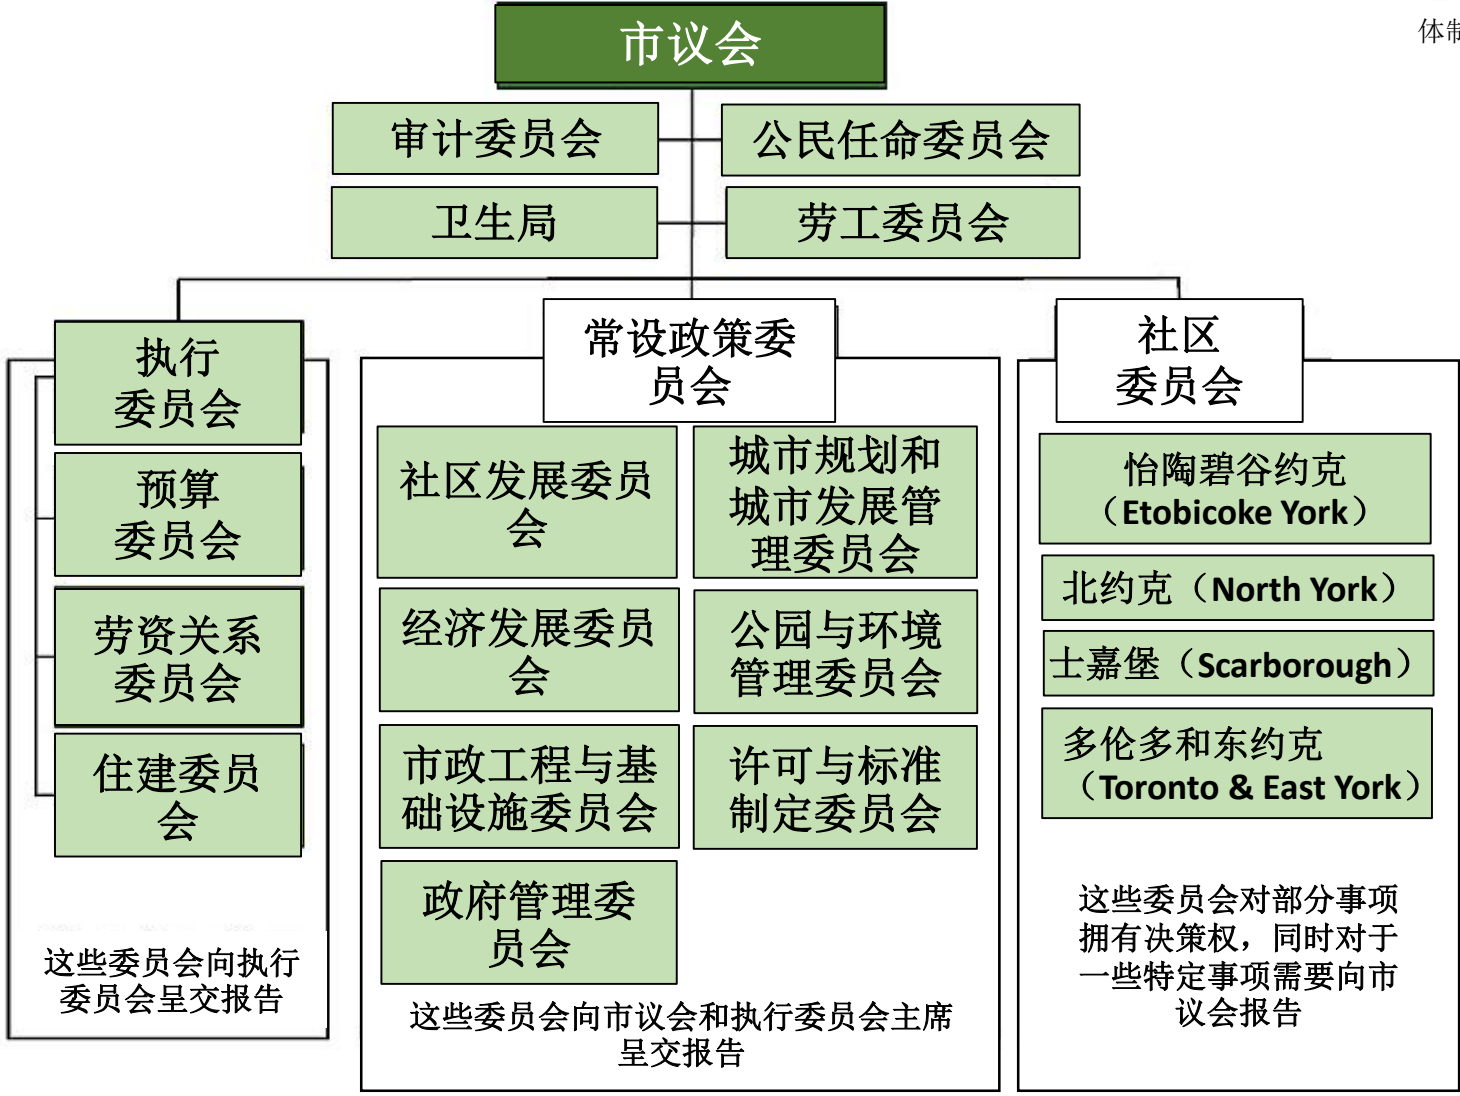 市议会
体制
审计委员会
公民任命委员会
卫生局
劳工委员会
执行
委员会
预算
委员会
劳资关系
委员会
住建委员
会
这些委员会向执行
委员会呈交报告
常设政策委
员会
社区发展委员
会
城市规划和
城市发展管
理委员会
经济发展委员
会
公园与环境
管理委员会
市政工程与基
础设施委员会
许可与标准
制定委员会
政府管理委
员会
这些委员会向市议会和执行委员会主席
呈交报告
社区
委员会
怡陶碧谷约克
（Etobicoke York）
北约克（North York）
士嘉堡（Scarborough）
多伦多和东约克
（Toronto & East York）
这些委员会对部分事项
拥有决策权，同时对于
一些特定事项需要向市
议会报告